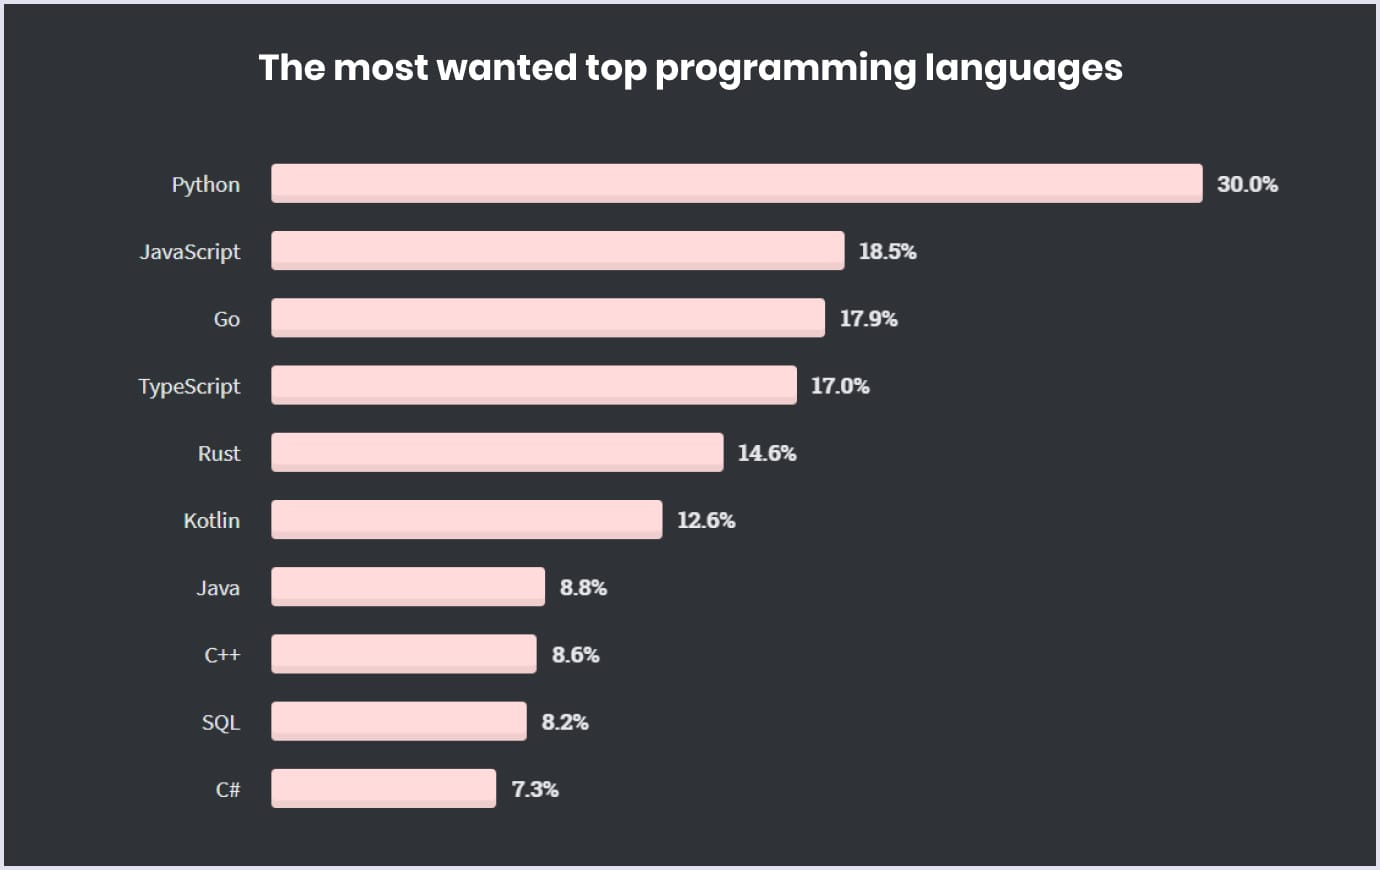 The most wanted top programming languages
Python 30.0%
JavaScript 18.5%
Go 17.9%
TypeScript 17.0%
Rust 14.6%
Kotlin 12.6%
Java 8.8%
C++ 8.6%
SQL 8.2%
C# 7.3%